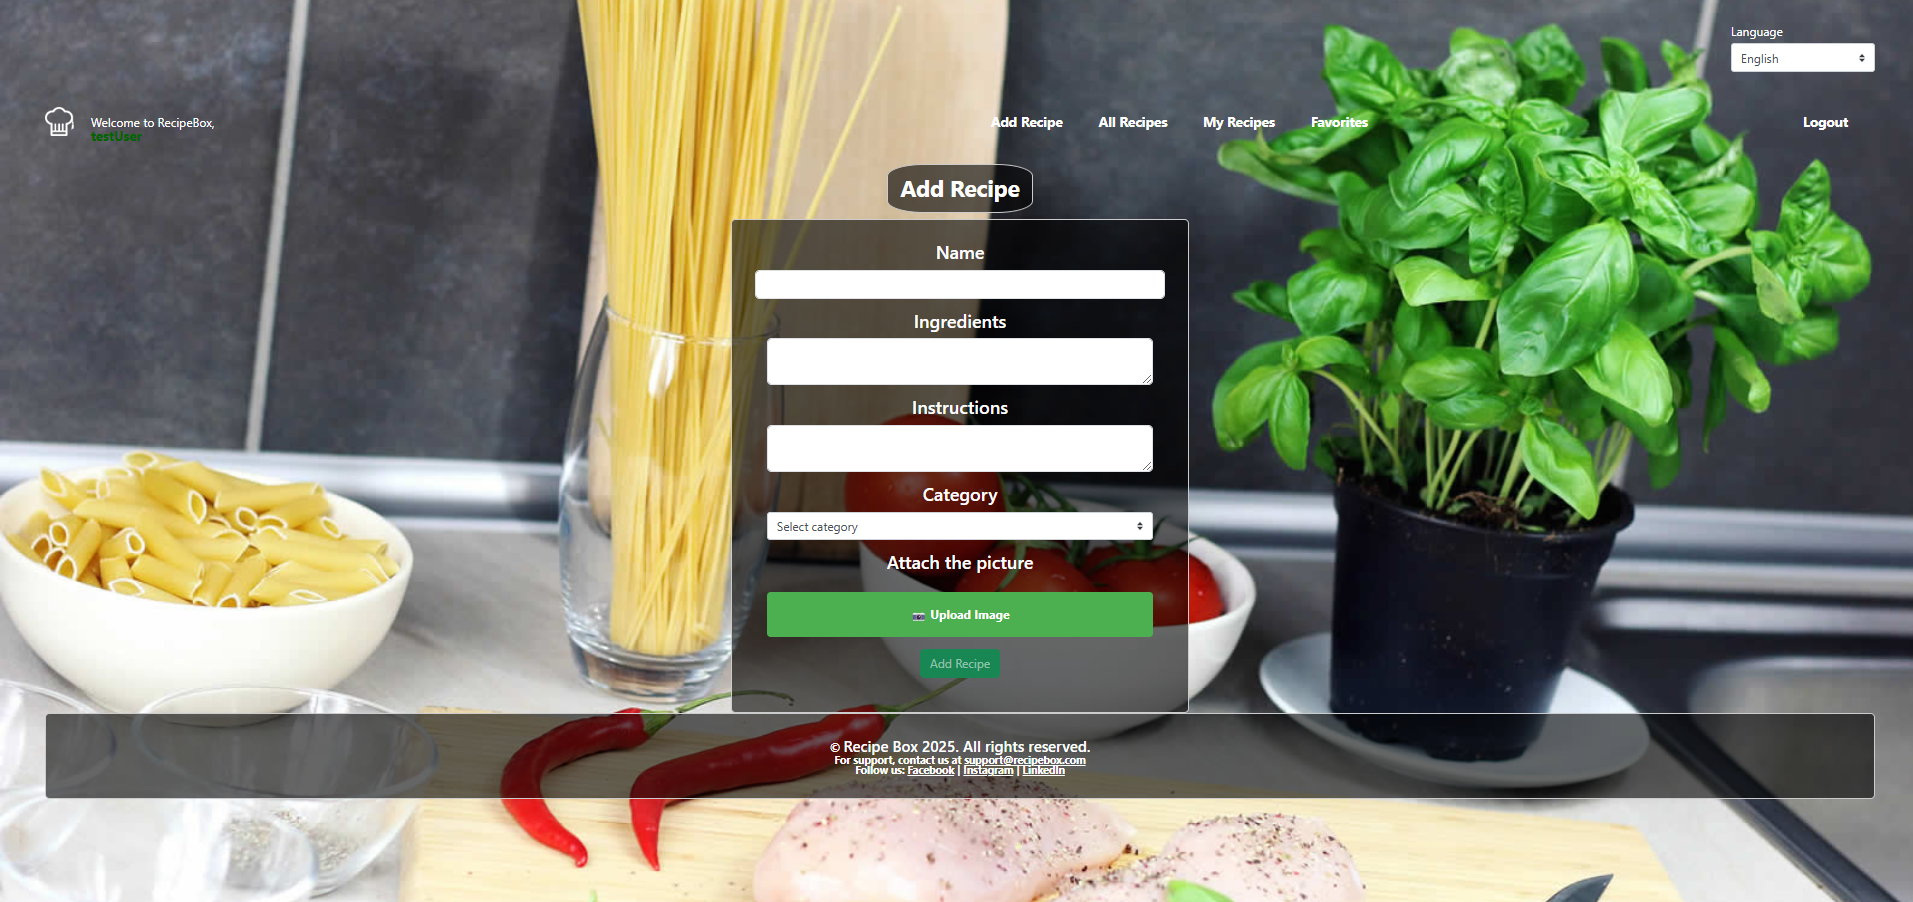 Language
English
Welcome to RecipeBox,
testUser
Add Recipe
All Recipes
My Recipes
Favorites
Logout
Add Recipe
Name
Ingredients
Instructions
Category
Select category
Attach the picture
📷 Upload Image
Add Recipe
© Recipe Box 2025. All rights reserved.
For support, contact us at support@recipebox.com
Follow us: Facebook | Instagram | LinkedIn